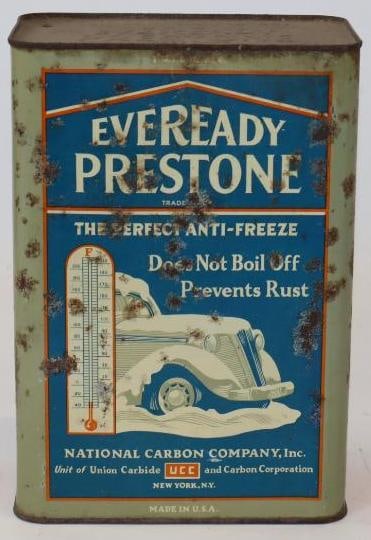 EVEREADY
PRESTONE
TRADE
THE PERFECT ANTI-FREEZE
Does Not Boil Off
Prevents Rust
F
NATIONAL CARBON COMPANY, Inc.
Unit of Union Carbide UCC and Carbon Corporation
NEW YORK, N.Y.
MADE IN U.S.A.